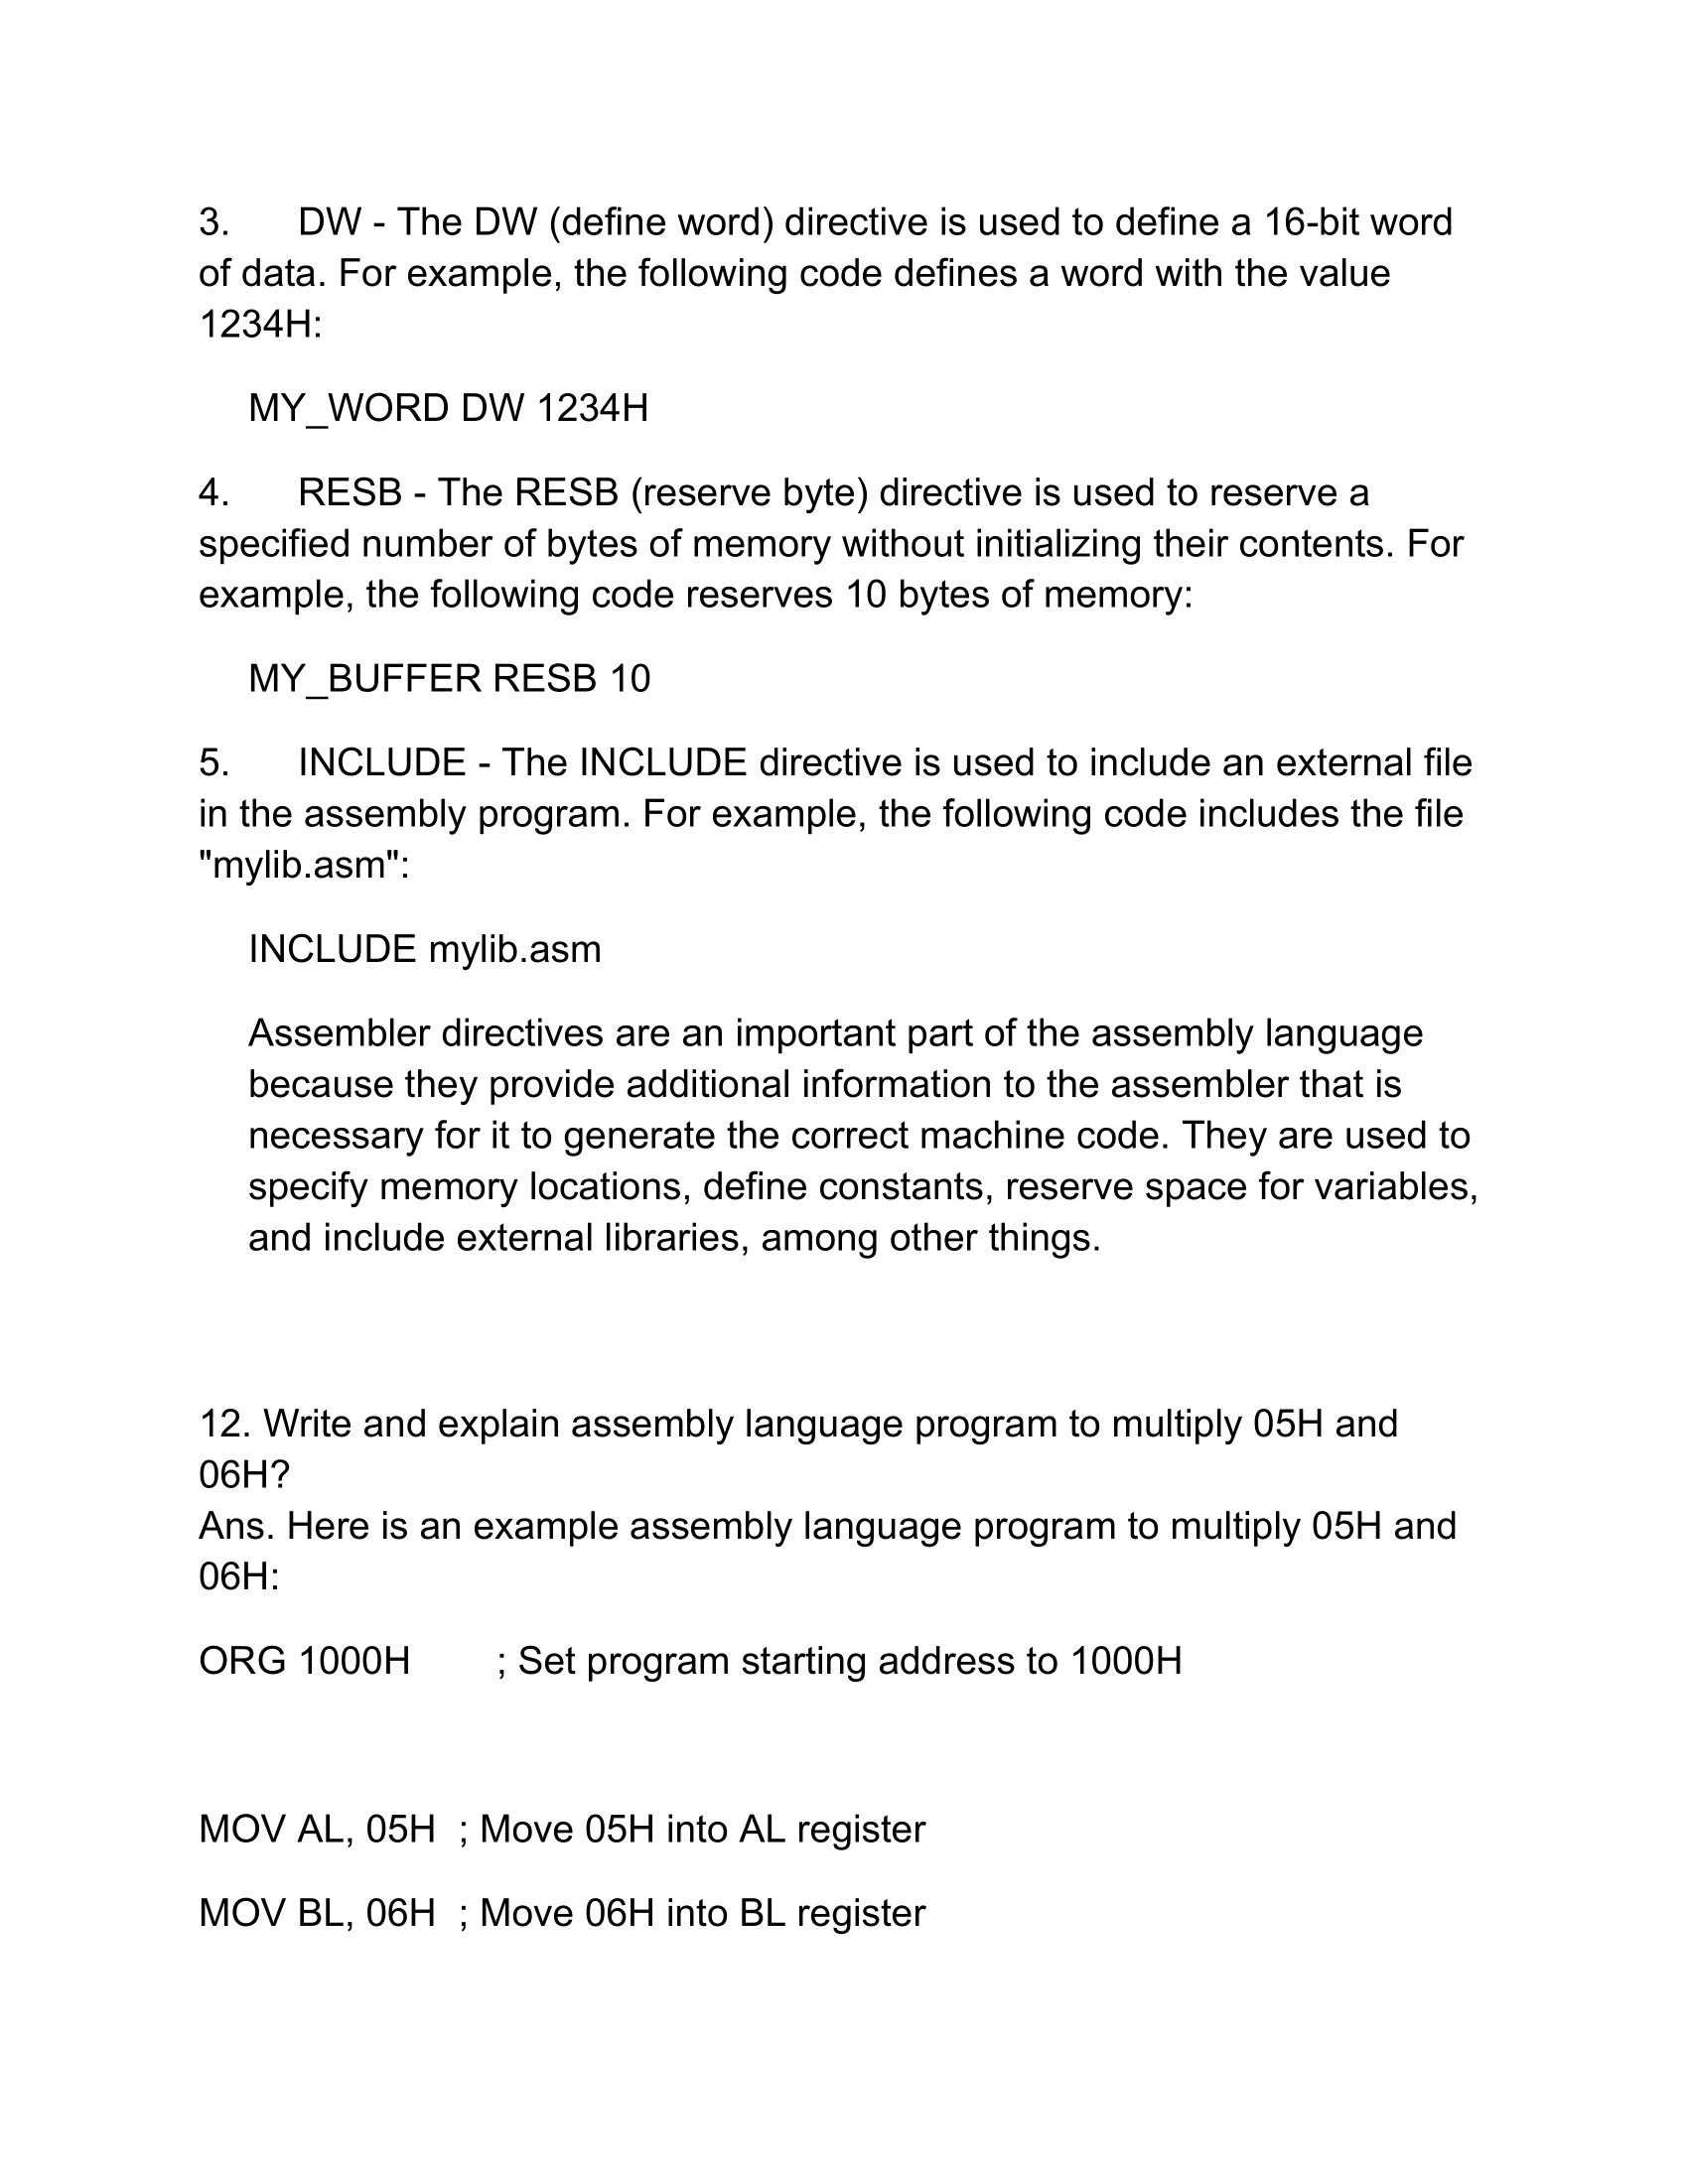 3. DW - The DW (define word) directive is used to define a 16-bit word
of data. For example, the following code defines a word with the value
1234H:
MY_WORD DW 1234H
4. RESB - The RESB (reserve byte) directive is used to reserve a
specified number of bytes of memory without initializing their contents. For
example, the following code reserves 10 bytes of memory:
MY_BUFFER RESB 10
5. INCLUDE - The INCLUDE directive is used to include an external file
in the assembly program. For example, the following code includes the file
"mylib.asm":
INCLUDE mylib.asm
Assembler directives are an important part of the assembly language
because they provide additional information to the assembler that is
necessary for it to generate the correct machine code. They are used to
specify memory locations, define constants, reserve space for variables,
and include external libraries, among other things.
12. Write and explain assembly language program to multiply 05H and
06H?
Ans. Here is an example assembly language program to multiply 05H and
06H:
ORG 1000H ; Set program starting address to 1000H
MOV AL, 05H ; Move 05H into AL register
MOV BL, 06H ; Move 06H into BL register